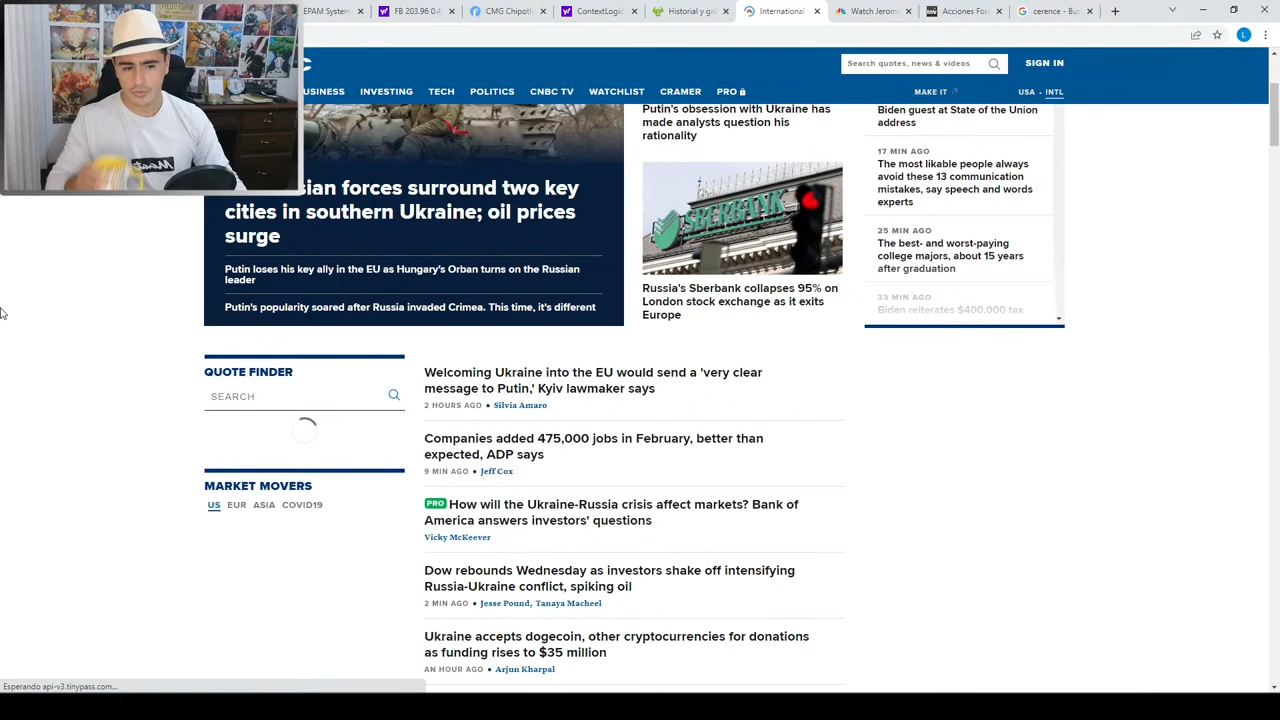 EPAM System
FB 203.96 0.4
CMG Chipotl
ContextLogic
Historial y grá
International
Watch Jerom
Acciones For
cerence - Bus
L
C
Search quotes, news & videos
SIGN IN
USINESS
INVESTING
TECH
POLITICS
CNBC TV
WATCHLIST
CRAMER
PRO
MAKE IT
USA • INTL
sian forces surround two key
cities in southern Ukraine; oil prices
surge
Putin loses his key ally in the EU as Hungary's Orban turns on the Russian
leader
Putin's popularity soared after Russia invaded Crimea. This time, it's different
Putin's obsession with Ukraine has
made analysts question his
rationality
SBERBANK
Russia's Sberbank collapses 95% on
London stock exchange as it exits
Europe
Biden guest at State of the Union
address
17 MIN AGO
The most likable people always
avoid these 13 communication
mistakes, say speech and words
experts
25 MIN AGO
The best- and worst-paying
college majors, about 15 years
after graduation
33 MIN AGO
Biden reiterates $400,000 tax
QUOTE FINDER
SEARCH
MARKET MOVERS
US EUR ASIA COVID19
Welcoming Ukraine into the EU would send a 'very clear
message to Putin,' Kyiv lawmaker says
2 HOURS AGO • Silvia Amaro
Companies added 475,000 jobs in February, better than
expected, ADP says
9 MIN AGO • Jeff Cox
PRO How will the Ukraine-Russia crisis affect markets? Bank of
America answers investors' questions
Vicky McKeever
Dow rebounds Wednesday as investors shake off intensifying
Russia-Ukraine conflict, spiking oil
2 MIN AGO • Jesse Pound, Tanaya Macheel
Ukraine accepts dogecoin, other cryptocurrencies for donations
as funding rises to $35 million
AN HOUR AGO • Arjun Kharpal
Esperando api-v3.tinypass.com...